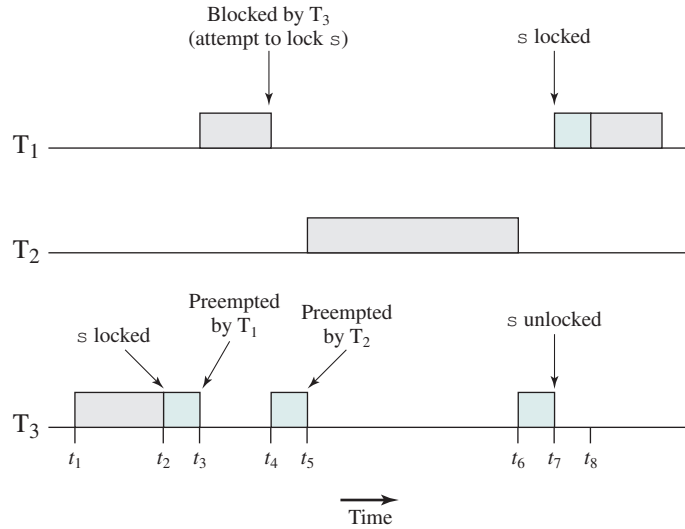 Blocked by T3
(attempt to lock s)
s locked
T1
T2
s locked
Preempted
by T1
Preempted
by T2
s unlocked
T3
t1 t2 t3 t4 t5 t6 t7 t8
Time